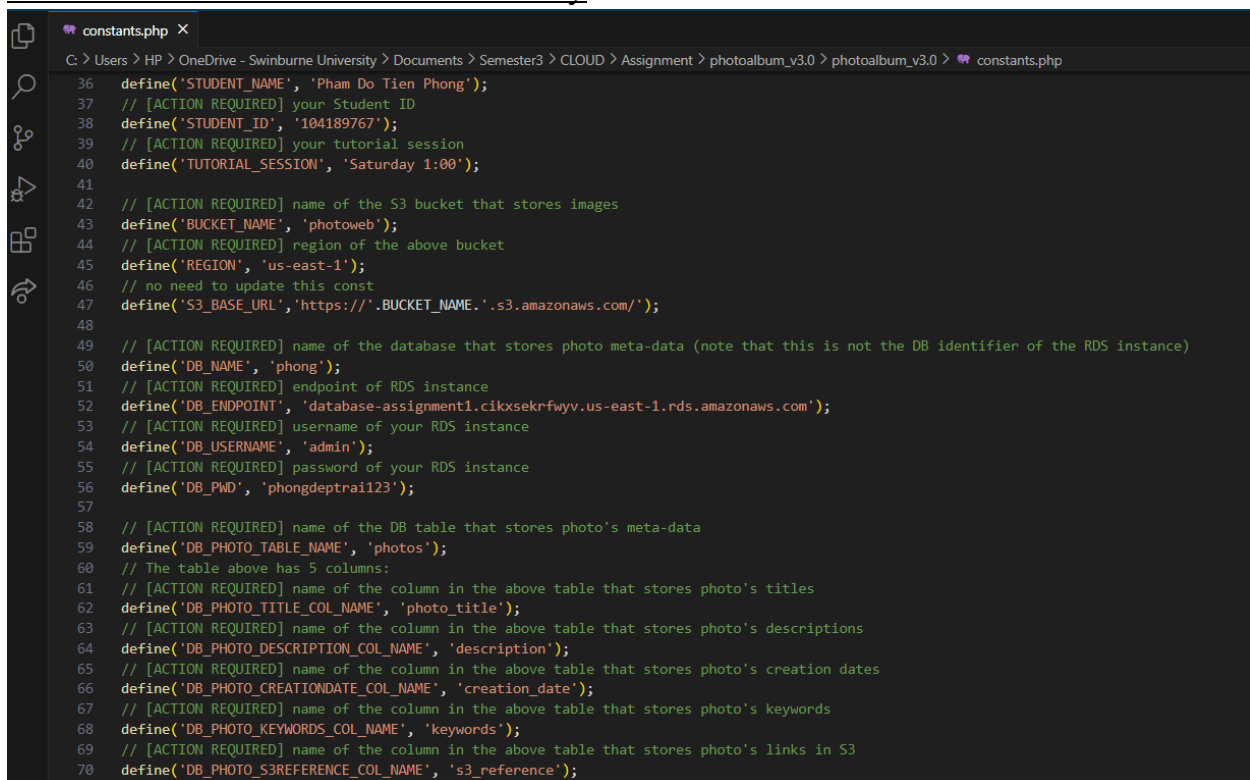 constants.php
C: > Users > HP > OneDrive - Swinburne University > Documents > Semester3 > CLOUD > Assignment > photoalbum_v3.0 > photoalbum_v3.0 > constants.php
36 define('STUDENT_NAME', 'Pham Do Tien Phong');
37 // [ACTION REQUIRED] your Student ID
38 define('STUDENT_ID', '104189767');
39 // [ACTION REQUIRED] your tutorial session
40 define('TUTORIAL_SESSION', 'Saturday 1:00');
41
42 // [ACTION REQUIRED] name of the S3 bucket that stores images
43 define('BUCKET_NAME', 'photoweb');
44 // [ACTION REQUIRED] region of the above bucket
45 define('REGION', 'us-east-1');
46 // no need to update this const
47 define('S3_BASE_URL','https://'.BUCKET_NAME.'.s3.amazonaws.com/');
48
49 // [ACTION REQUIRED] name of the database that stores photo meta-data (note that this is not the DB identifier of the RDS instance)
50 define('DB_NAME', 'phong');
51 // [ACTION REQUIRED] endpoint of RDS instance
52 define('DB_ENDPOINT', 'database-assignment1.cikxsekrfwyv.us-east-1.rds.amazonaws.com');
53 // [ACTION REQUIRED] username of your RDS instance
54 define('DB_USERNAME', 'admin');
55 // [ACTION REQUIRED] password of your RDS instance
56 define('DB_PWD', 'phongdeptrai123');
57
58 // [ACTION REQUIRED] name of the DB table that stores photo's meta-data
59 define('DB_PHOTO_TABLE_NAME', 'photos');
60 // The table above has 5 columns:
61 // [ACTION REQUIRED] name of the column in the above table that stores photo's titles
62 define('DB_PHOTO_TITLE_COL_NAME', 'photo_title');
63 // [ACTION REQUIRED] name of the column in the above table that stores photo's descriptions
64 define('DB_PHOTO_DESCRIPTION_COL_NAME', 'description');
65 // [ACTION REQUIRED] name of the column in the above table that stores photo's creation dates
66 define('DB_PHOTO_CREATIONDATE_COL_NAME', 'creation_date');
67 // [ACTION REQUIRED] name of the column in the above table that stores photo's keywords
68 define('DB_PHOTO_KEYWORDS_COL_NAME', 'keywords');
69 // [ACTION REQUIRED] name of the column in the above table that stores photo's links in S3
70 define('DB_PHOTO_S3REFERENCE_COL_NAME', 's3_reference');